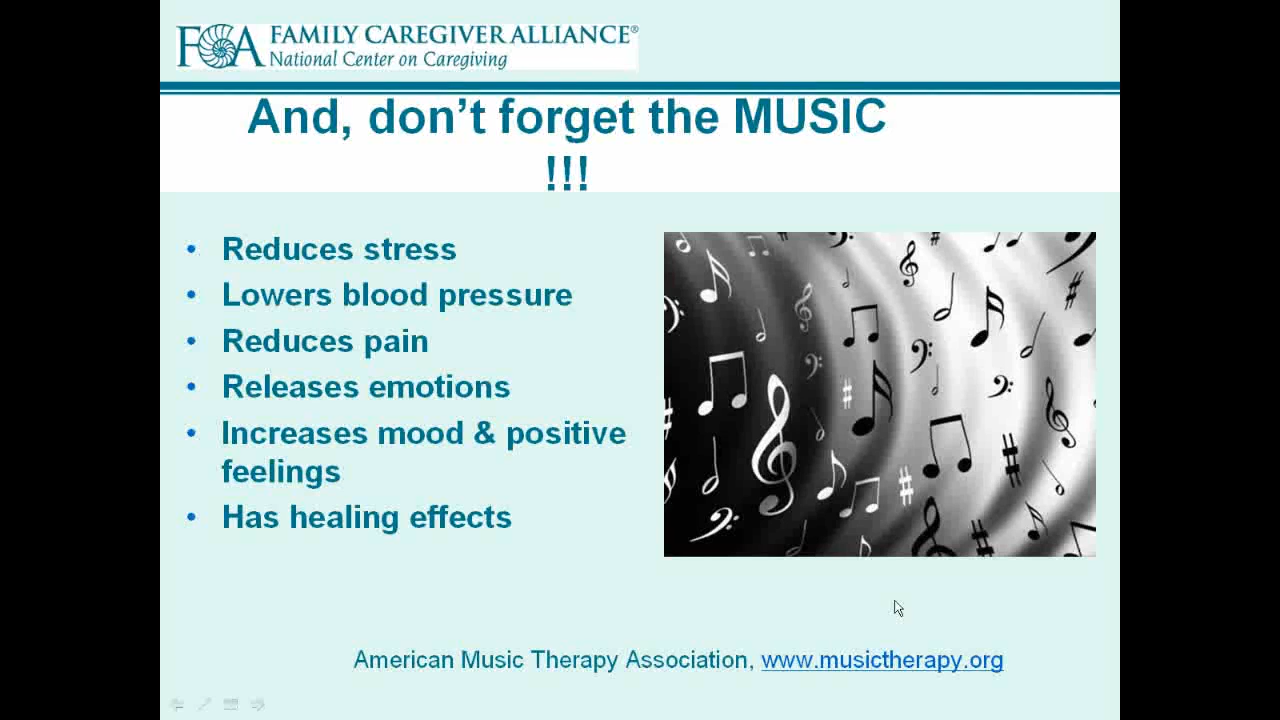 FCA FAMILY CAREGIVER ALLIANCE®
National Center on Caregiving
And, don't forget the MUSIC
!!!
• Reduces stress
• Lowers blood pressure
• Reduces pain
• Releases emotions
• Increases mood & positive
feelings
• Has healing effects
American Music Therapy Association, www.musictherapy.org